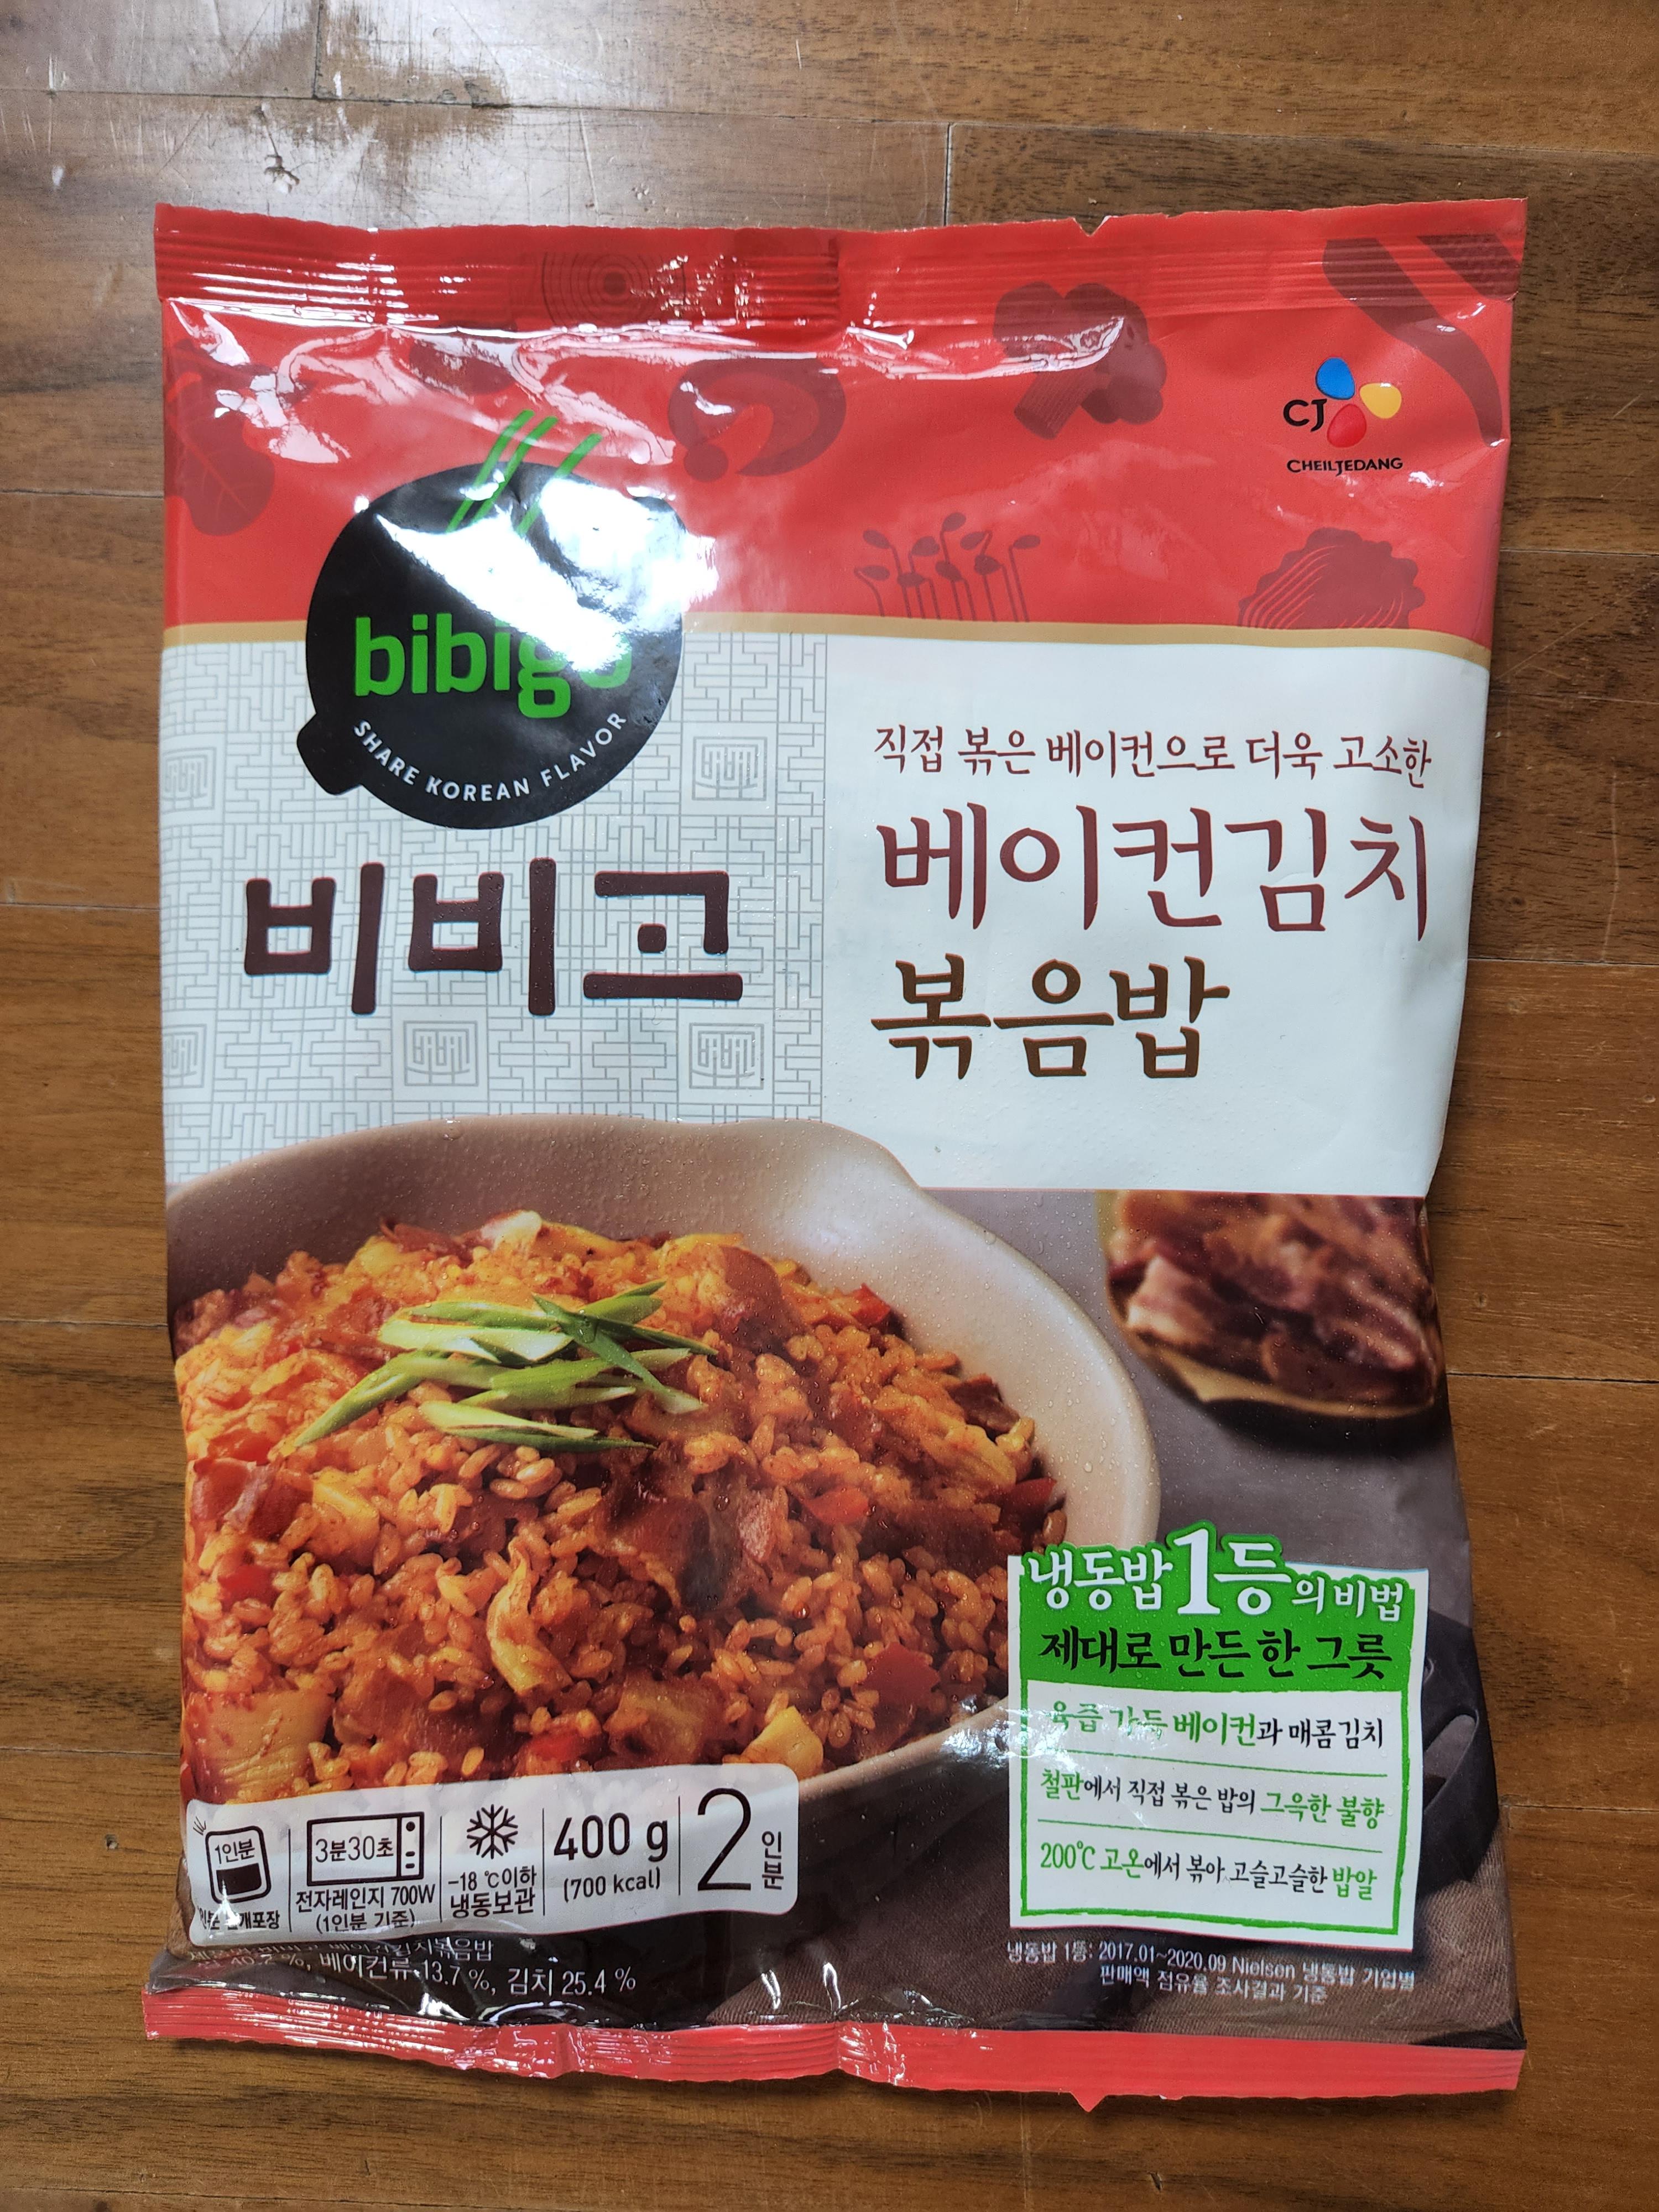 CJ
CHEILJEDANG
bibigo
SHARE KOREAN FLAVOR
비비고
직접 볶은 베이컨으로 더욱 고소한
베이컨김치
볶음밥
냉동밥1등의 비법
제대로 만든 한 그릇
육즙 가득 베이컨과 매콤김치
철판에서 직접 볶은 밥의 그윽한 불향
200℃ 고온에서 볶아 고슬고슬한 밥알
1인분
3분30초
전자레인지 700W
(1인분 기준)
-18 ℃이하
냉동보관
400 g
(700 kcal)
2인분
베이컨김치볶음밥
베이컨류 13.7 %, 김치 25.4 %
냉동밥 1등: 2017.01~2020.09 Nielsen 냉동밥 기업별
판매액 점유율 조사결과 기준